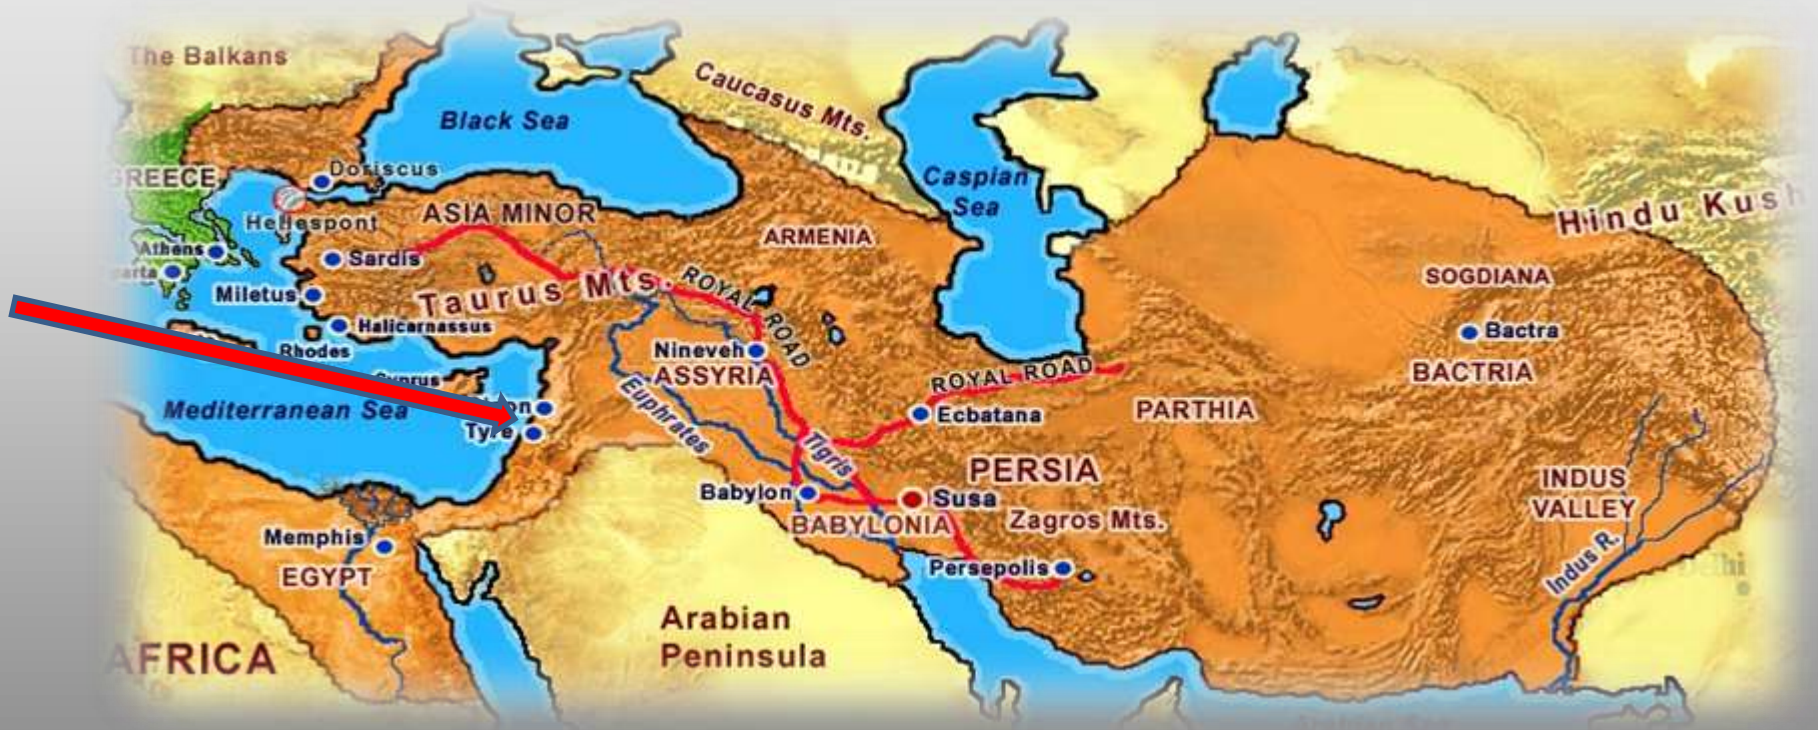 The Balkans
Caucasus Mts.
Black Sea
Caspian
Sea
GREECE
Doriscus
Hellespont
ASIA MINOR
ARMENIA
Hindu Kush
Athens
Sardis
SOGDIANA
Miletus
Taurus Mts.
ROYAL ROAD
Halicarnassus
Bactra
Rhodes
Nineveh
ASSYRIA
ROYAL ROAD
BACTRIA
Cyprus
Mediterranean Sea
Tyre
Euphrates
Tigris
Ecbatana
PARTHIA
PERSIA
INDUS
VALLEY
Babylon
BABYLONIA
Susa
Zagros Mts.
Memphis
EGYPT
Persepolis
Indus R.
Delhi
Arabian
Peninsula
AFRICA